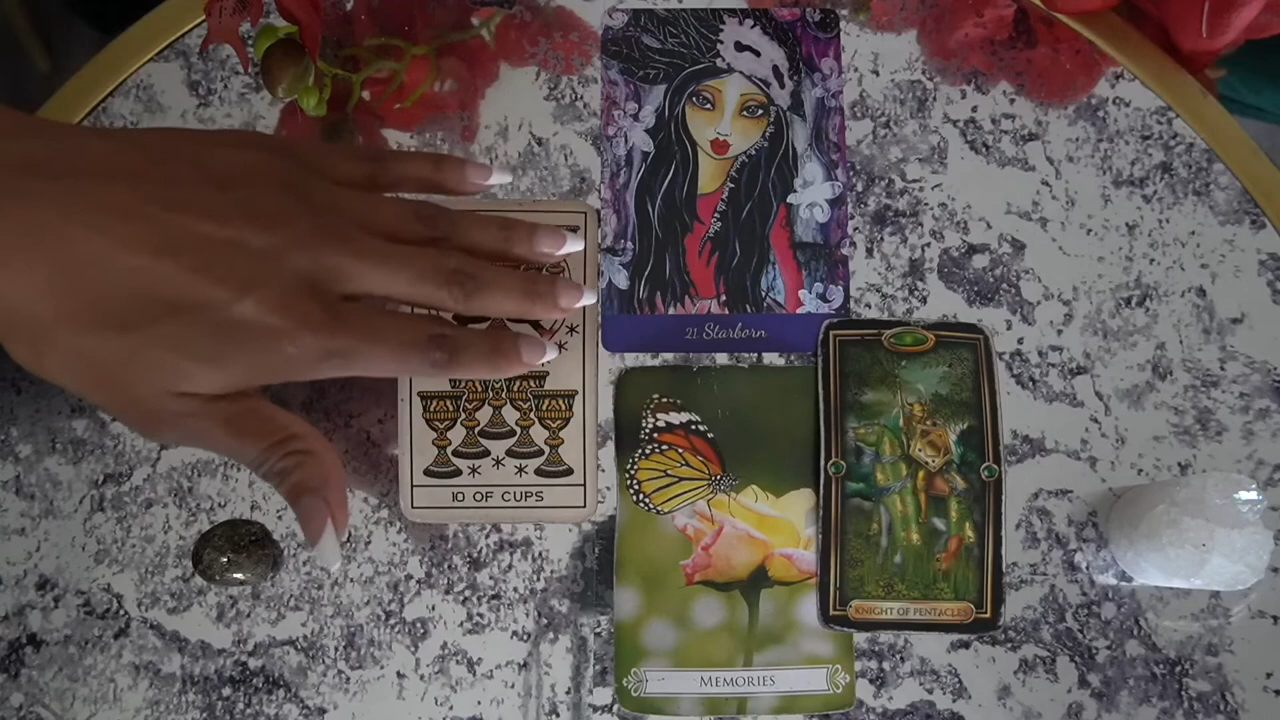 21. Starborn
10 OF CUPS
KNIGHT OF PENTACLES
MEMORIES